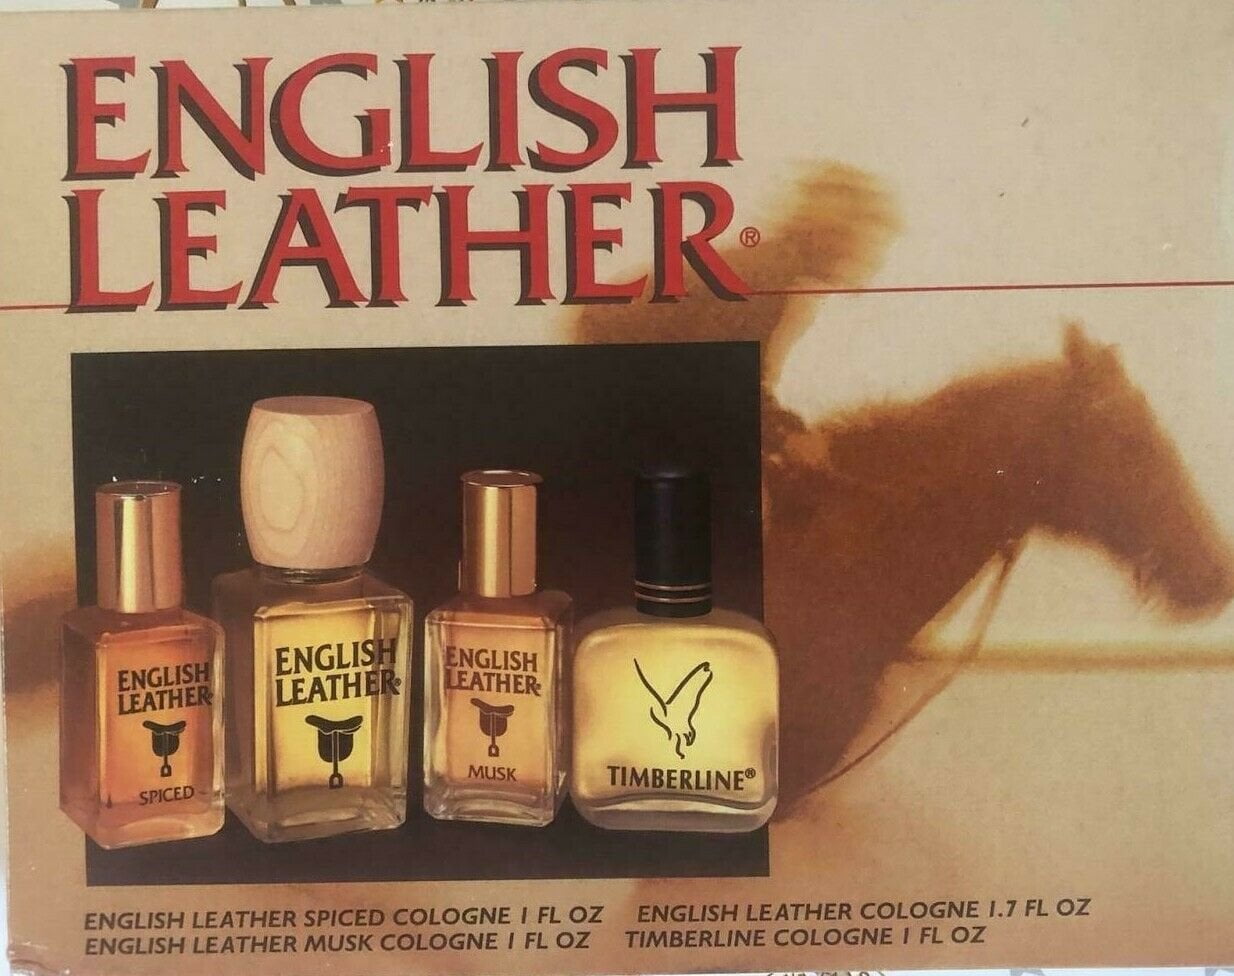 ENGLISH
LEATHER®
ENGLISH
LEATHER®
SPICED
ENGLISH
LEATHER®
ENGLISH
LEATHER®
MUSK
TIMBERLINE®
ENGLISH LEATHER SPICED COLOGNE 1 FL OZ ENGLISH LEATHER COLOGNE 1.7 FL OZ
ENGLISH LEATHER MUSK COLOGNE 1 FL OZ TIMBERLINE COLOGNE 1 FL OZ